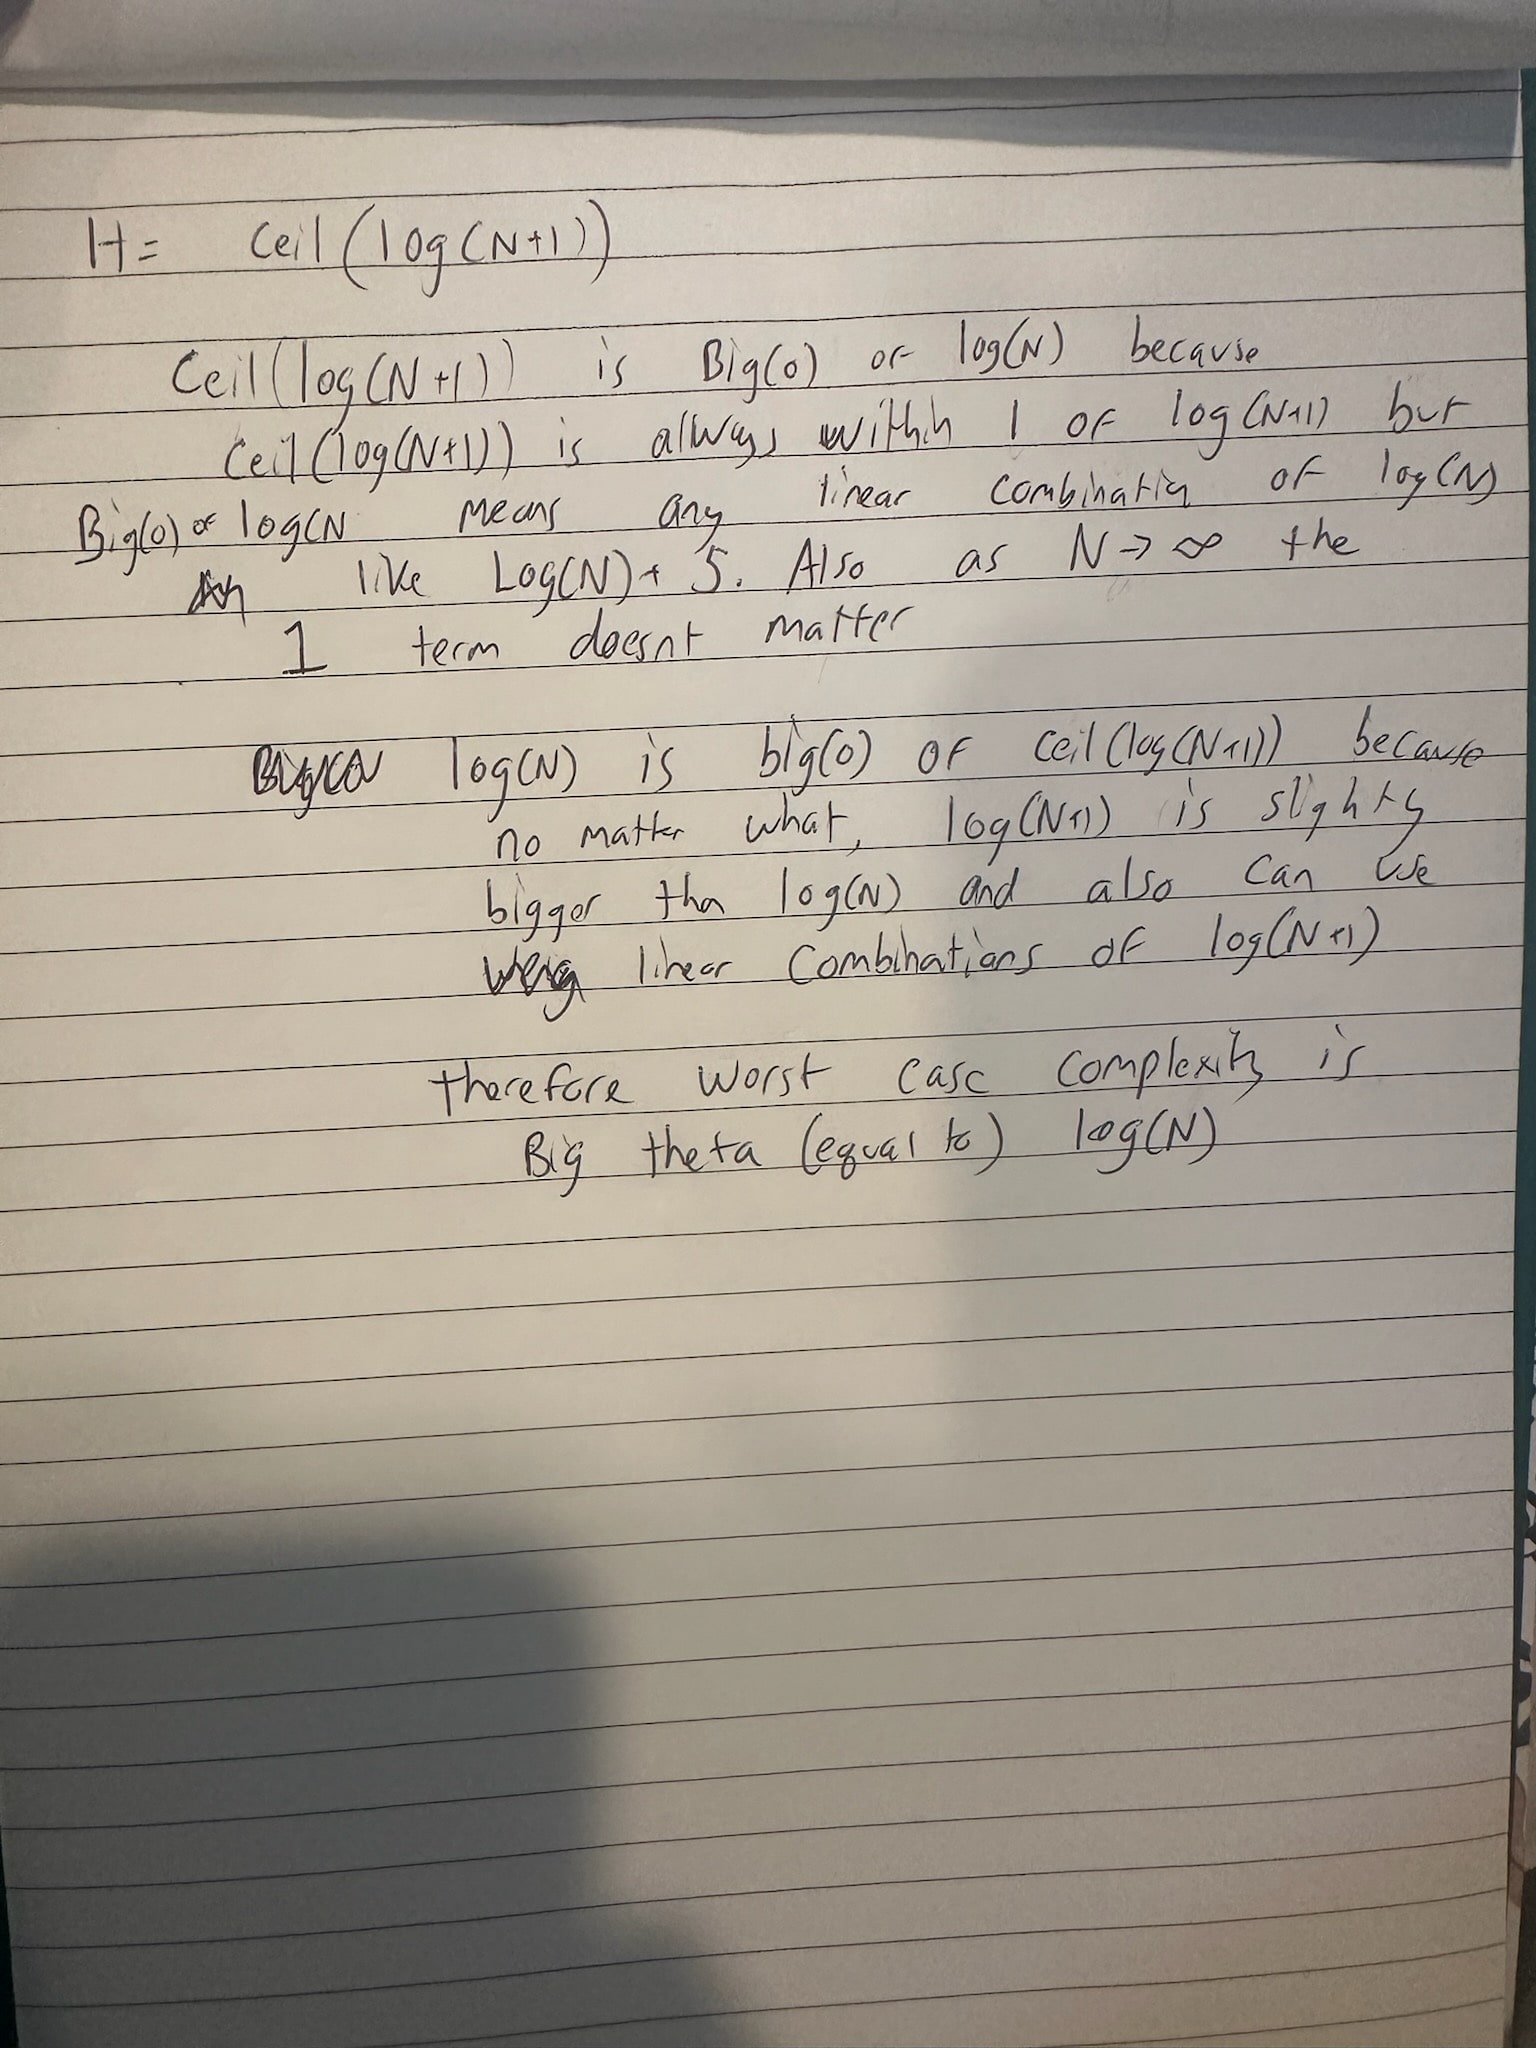 H= Ceil (log(N+1))
Ceil(log(N+1)) is Big(O) of log(N) because
Ceil(log(N+1)) is always within 1 of log(N+1) but
Big(O) of log(N means any linear combination of log(N)
like Log(N)+ 5. Also as N→∞ the
1 term doesnt matter
log(N) is big(O) of ceil(log(N+1)) because
no matter what, log(N+1) is slighty
bigger tha log(N) and also can use
linear Combinations of log(N+1)
therefore worst case complexity is
Big theta (equal to) log(N)